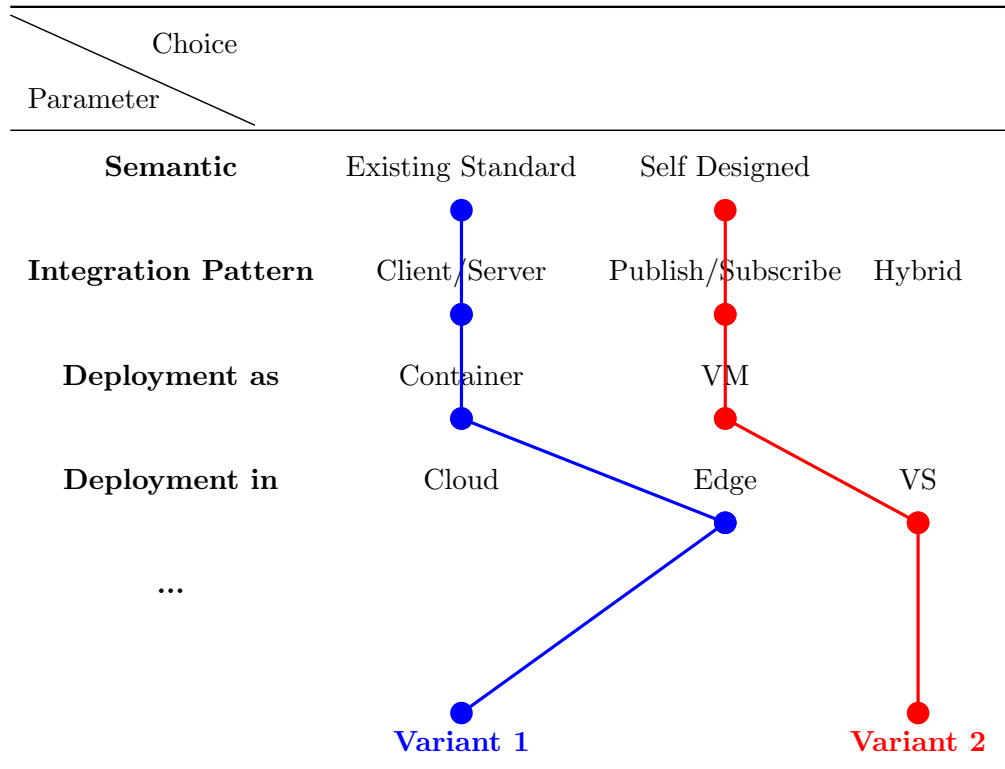 Choice
Parameter
Semantic Existing Standard Self Designed
Integration Pattern Client/Server Publish/Subscribe Hybrid
Deployment as Container VM
Deployment in Cloud Edge VS
...
Variant 1 Variant 2